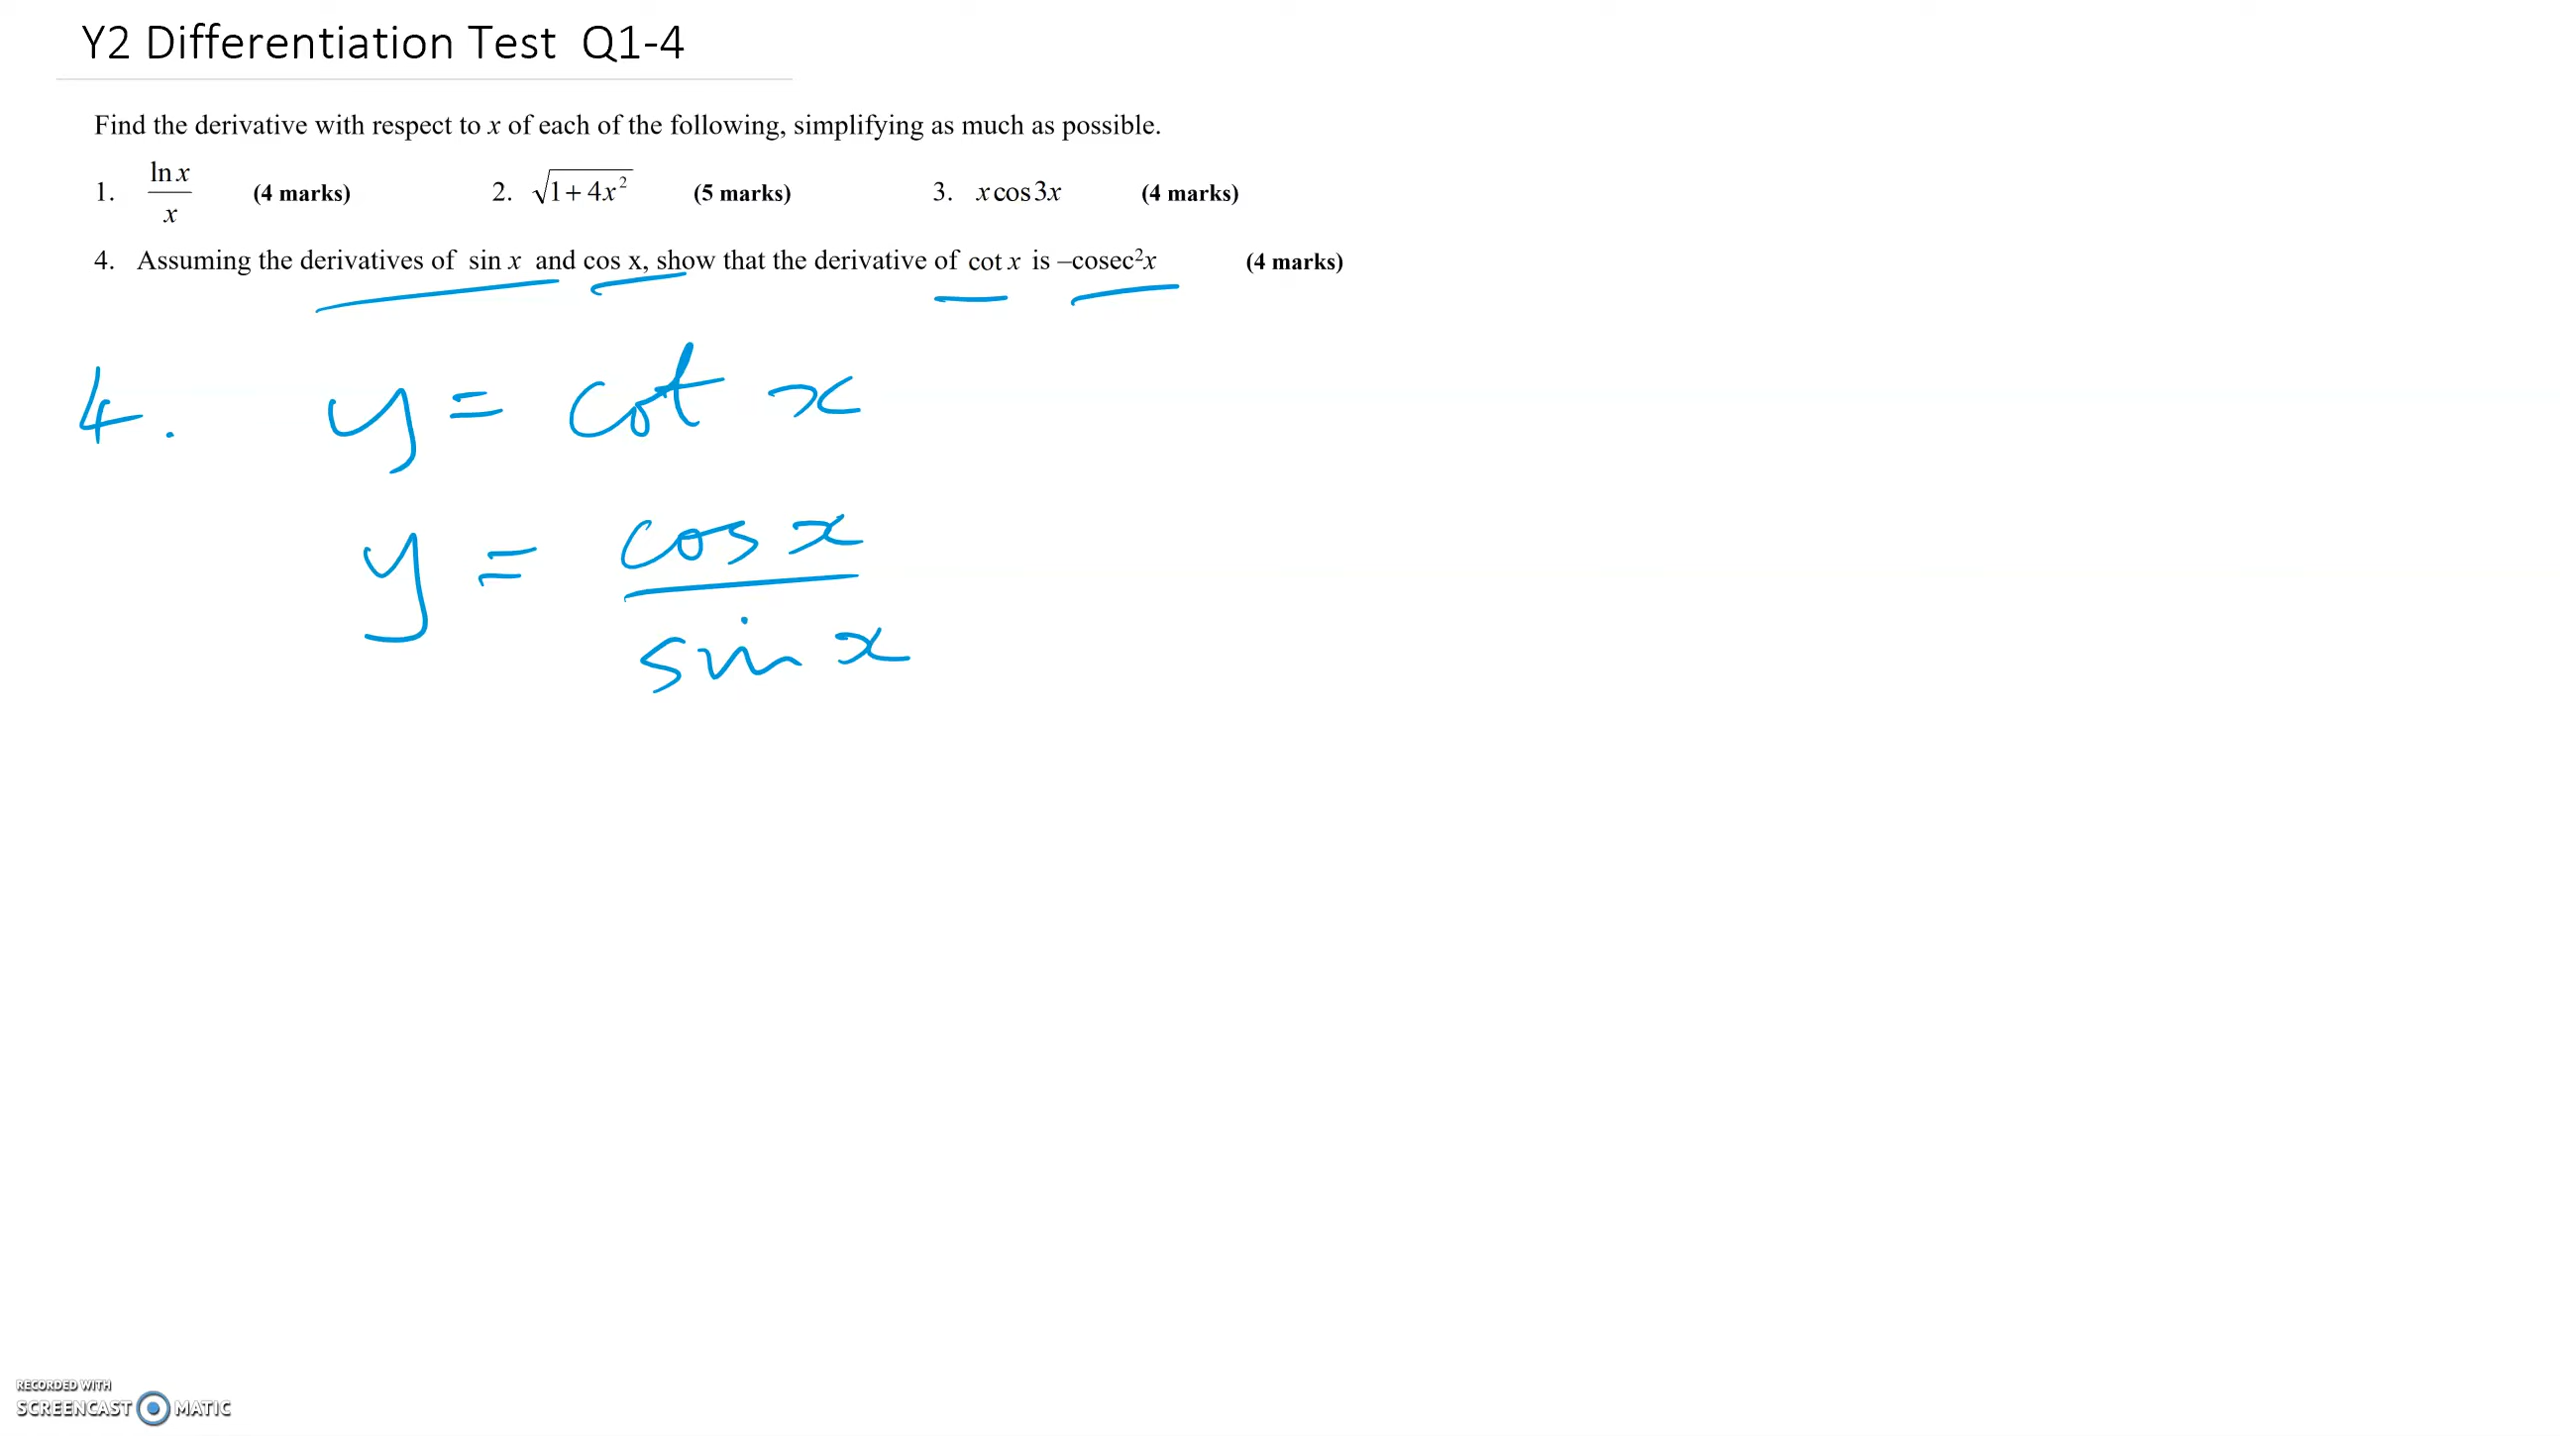 Y2 Differentiation Test Q1-4
Find the derivative with respect to x of each of the following, simplifying as much as possible.
1. ln x / x (4 marks) 2. √(1 + 4x²) (5 marks) 3. x cos 3x (4 marks)
4. Assuming the derivatives of sin x and cos x, show that the derivative of cot x is –cosec²x (4 marks)
4. y = cot x
y = cos x / sin x
RECORDED WITH
SCREENCAST MATIC